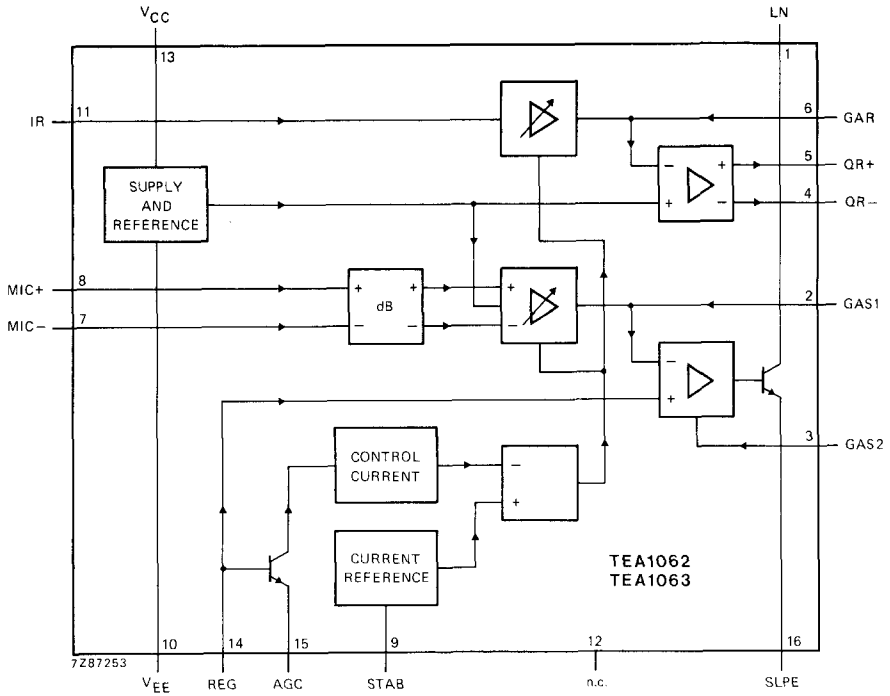 VCC
LN
13
1
11
IR
6
GAR
5
QR+
4
QR−
SUPPLY
AND
REFERENCE
+
−
+
−
8
MIC+
7
MIC−
+
−
dB
+
−
+
−
2
GAS1
−
+
3
GAS2
CONTROL
CURRENT
−
+
CURRENT
REFERENCE
TEA1062
TEA1063
7Z87253
10
14
15
9
12
16
VEE
REG
AGC
STAB
n.c.
SLPE